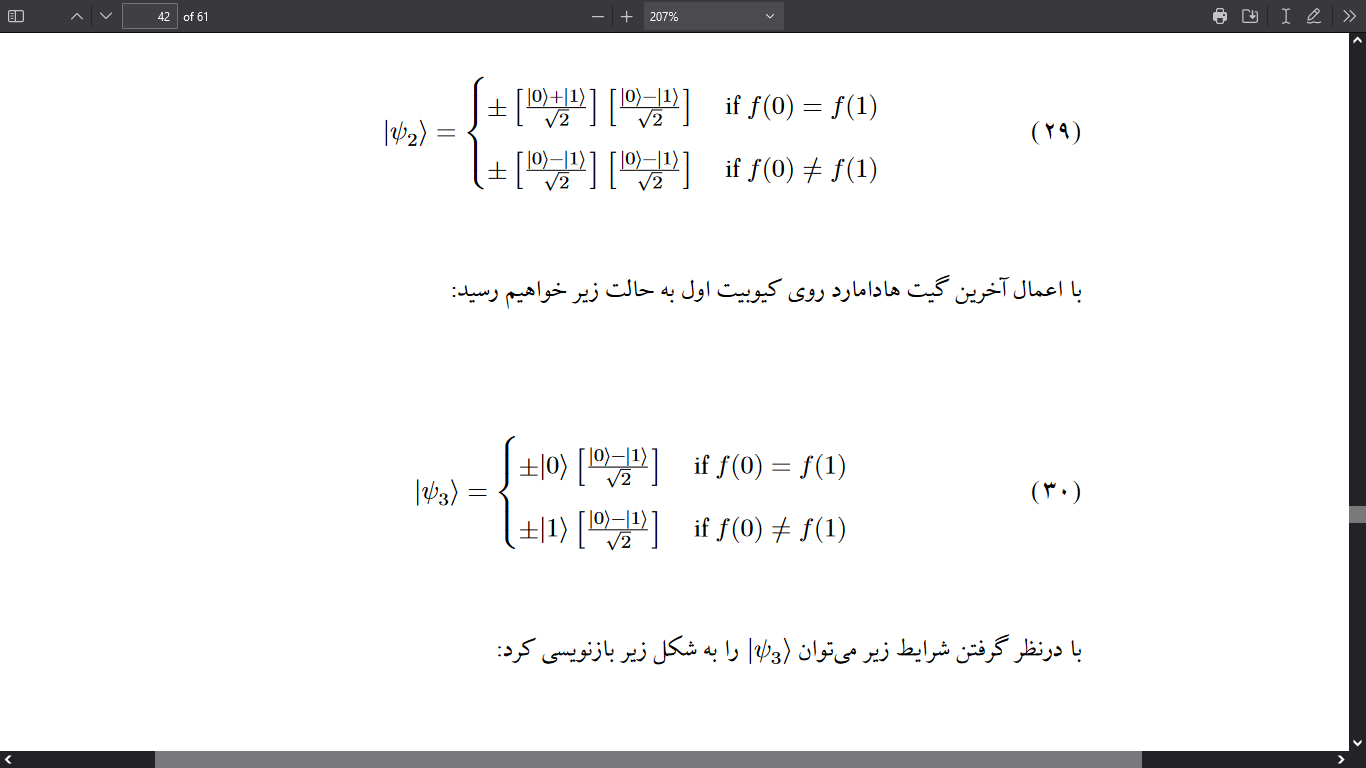 42 of 61 207%
|ψ₂⟩ = { ± [ (|0⟩+|1⟩)/√2 ] [ (|0⟩−|1⟩)/√2 ] if f(0) = f(1)
± [ (|0⟩−|1⟩)/√2 ] [ (|0⟩−|1⟩)/√2 ] if f(0) ≠ f(1) (۲۹)
با اعمال آخرین گیت هادامارد روی کیوبیت اول به حالت زیر خواهیم رسید:
|ψ₃⟩ = { ±|0⟩ [ (|0⟩−|1⟩)/√2 ] if f(0) = f(1)
±|1⟩ [ (|0⟩−|1⟩)/√2 ] if f(0) ≠ f(1) (۳۰)
با درنظر گرفتن شرایط زیر می‌توان |ψ₃⟩ را به شکل زیر بازنویسی کرد: